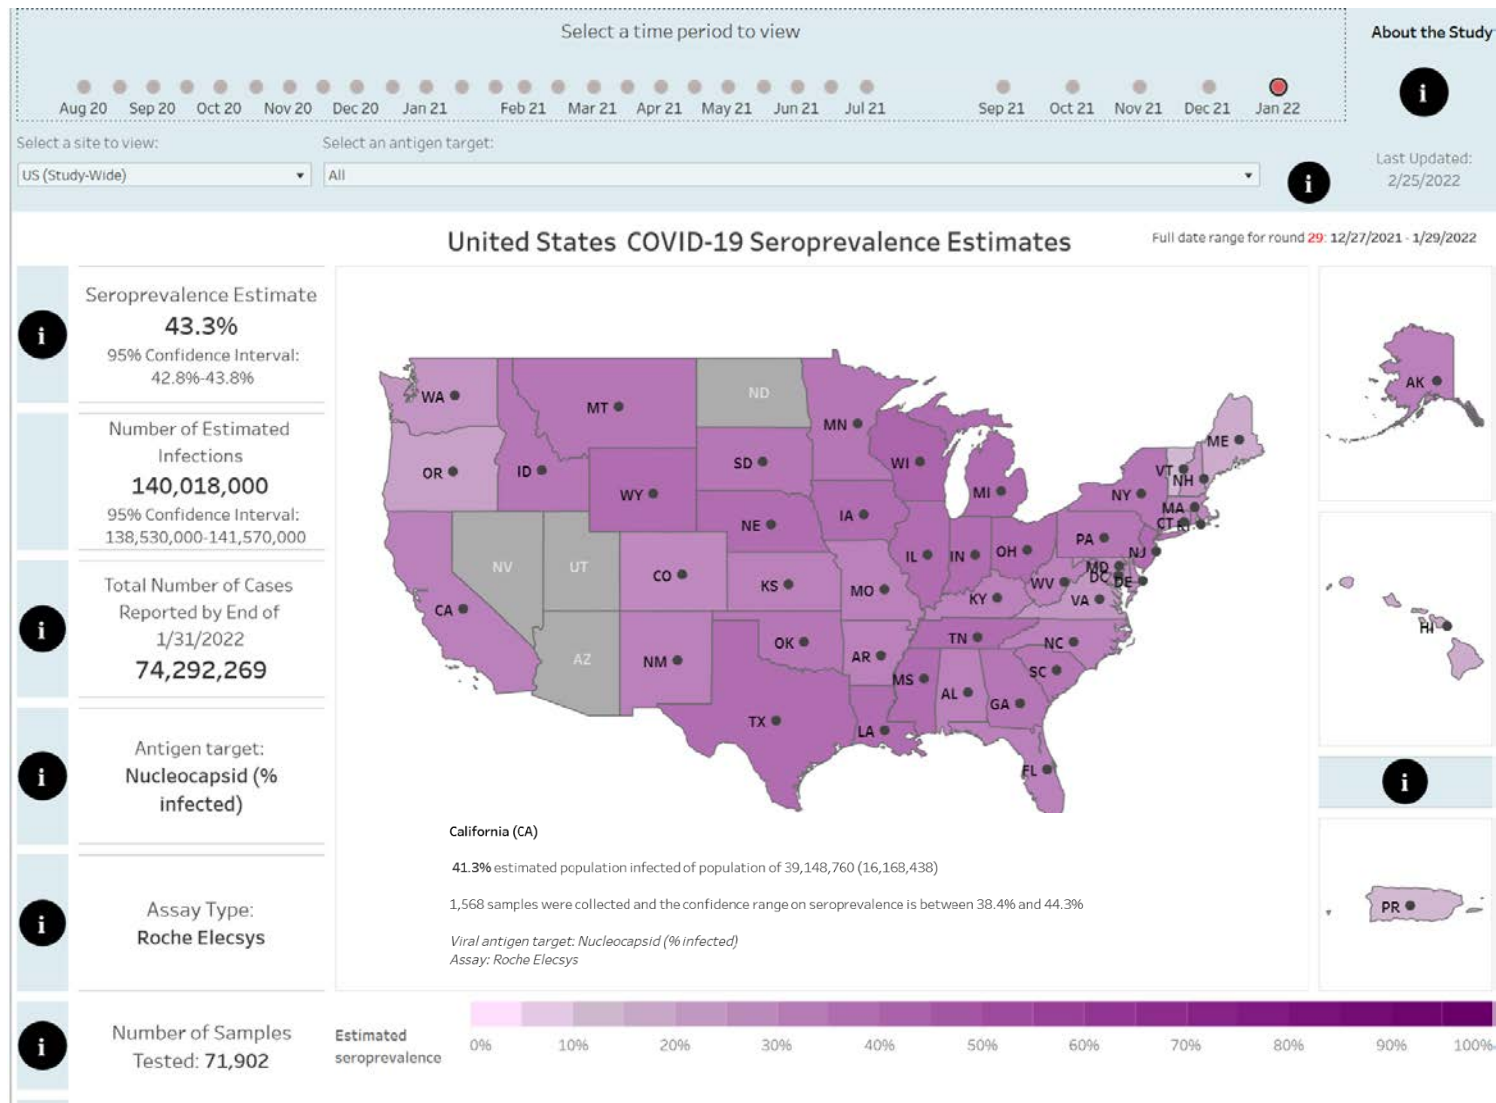 Select a time period to view
About the Study
Aug 20 Sep 20 Oct 20 Nov 20 Dec 20 Jan 21 Feb 21 Mar 21 Apr 21 May 21 Jun 21 Jul 21 Sep 21 Oct 21 Nov 21 Dec 21 Jan 22
i
Select a site to view:
Select an antigen target:
US (Study-Wide)
All
i
Last Updated:
2/25/2022
United States COVID-19 Seroprevalence Estimates
Full date range for round 29: 12/27/2021 - 1/29/2022
i
Seroprevalence Estimate
43.3%
95% Confidence Interval:
42.8%-43.8%
Number of Estimated
Infections
140,018,000
95% Confidence Interval:
138,530,000-141,570,000
i
Total Number of Cases
Reported by End of
1/31/2022
74,292,269
i
Antigen target:
Nucleocapsid (%
infected)
i
Assay Type:
Roche Elecsys
i
Number of Samples
Tested: 71,902
WA
MT
ND
MN
ME
OR
ID
SD
WI
VT
NH
WY
MI
NY
MA
NE
IA
CT
RI
NV
UT
CO
KS
IL
IN
OH
PA
NJ
MD
DC
DE
CA
MO
KY
WV
VA
AZ
NM
OK
AR
TN
NC
MS
AL
GA
SC
TX
LA
FL
AK
HI
i
PR
California (CA)
41.3% estimated population infected of population of 39,148,760 (16,168,438)
1,568 samples were collected and the confidence range on seroprevalence is between 38.4% and 44.3%
Viral antigen target: Nucleocapsid (% infected)
Assay: Roche Elecsys
Estimated
seroprevalence
0% 10% 20% 30% 40% 50% 60% 70% 80% 90% 100%